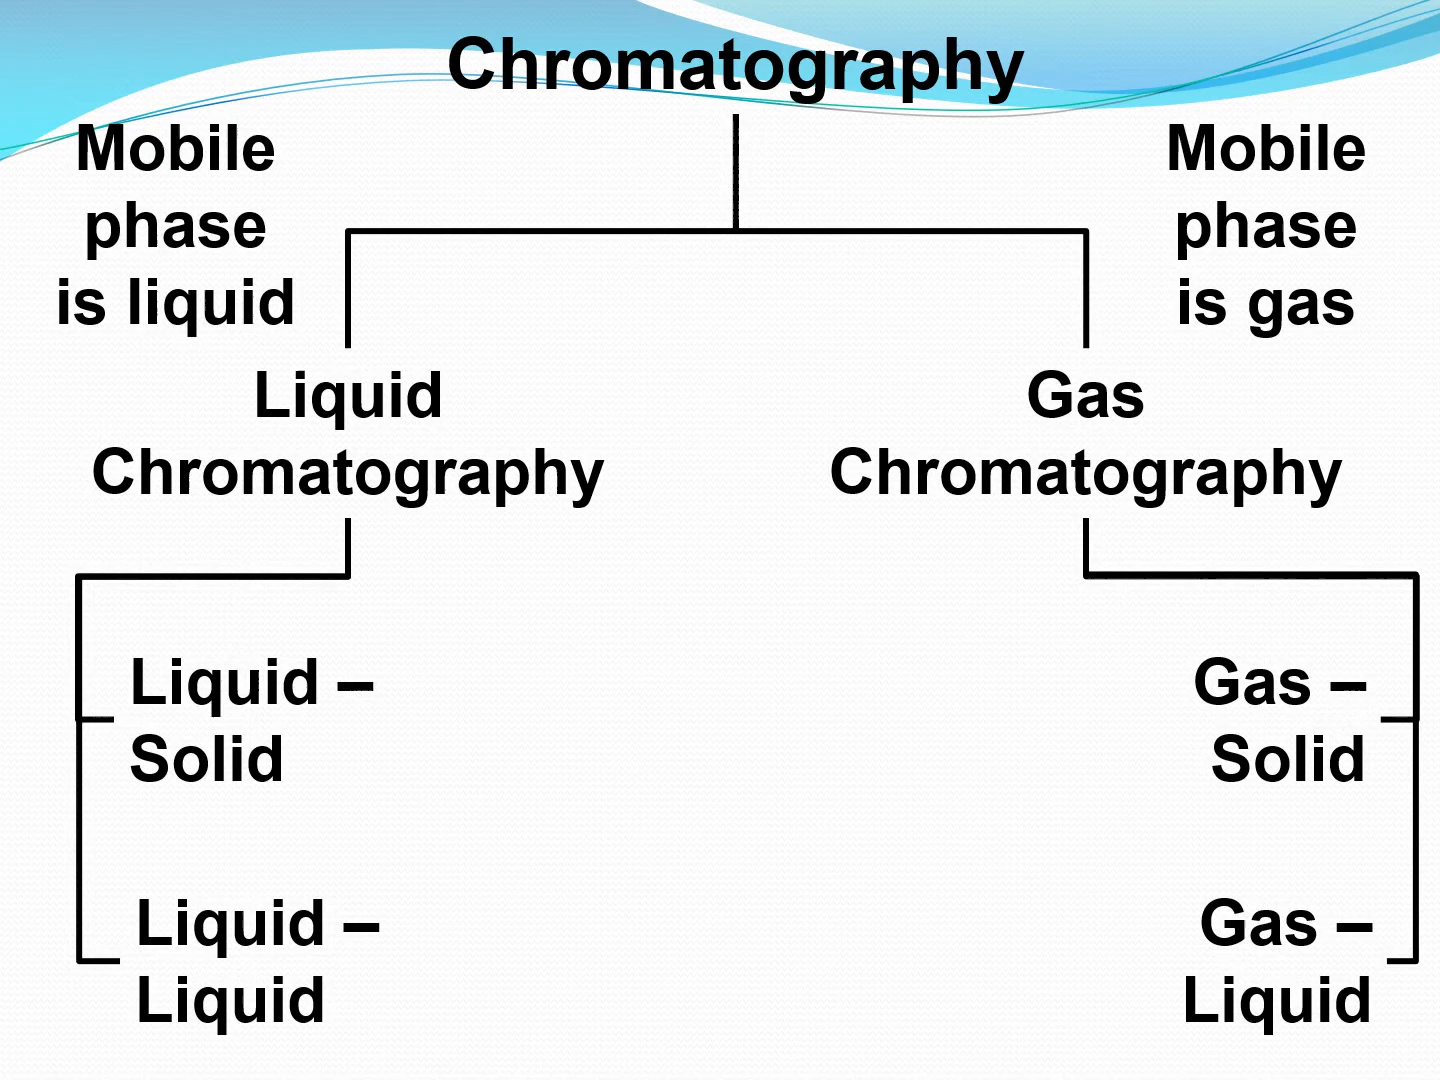 Chromatography
Mobile
phase
is liquid
Mobile
phase
is gas
Liquid
Chromatography
Gas
Chromatography
Liquid –
Solid
Gas –
Solid
Liquid –
Liquid
Gas –
Liquid